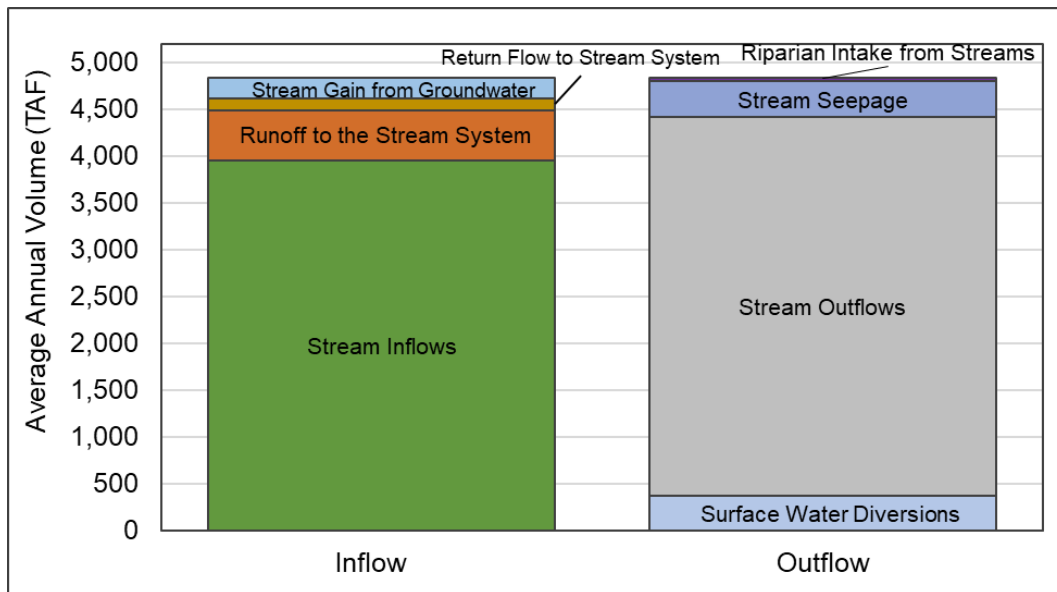 Average Annual Volume (TAF)
5,000
4,500
4,000
3,500
3,000
2,500
2,000
1,500
1,000
500
0
Return Flow to Stream System
Stream Gain from Groundwater
Runoff to the Stream System
Stream Inflows
Riparian Intake from Streams
Stream Seepage
Stream Outflows
Surface Water Diversions
Inflow
Outflow